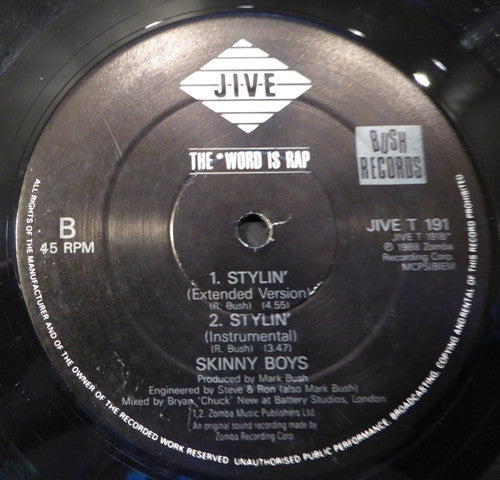 J·I·V·E
THE *WORD IS RAP
BUSH
RECORDS
B
45 RPM
JIVE T 191
JIVE T 191B*
℗ 1988 Zomba
Recording Corp.
MCPS/BIEM
1. STYLIN'
(Extended Version)
(R. Bush) (4.55)
2. STYLIN'
(Instrumental)
(R. Bush) (3.47)
SKINNY BOYS
Produced by Mark Bush
Engineered by Steve & Ron (also Mark Bush)
Mixed by Bryan "Chuck" New at Battery Studios, London
1,2. Zomba Music Publishers Ltd.
An original sound recording made by
Zomba Recording Corp.
ALL RIGHTS OF THE MANUFACTURER AND OF THE OWNER OF THE RECORDED WORK RESERVED UNAUTHORISED PUBLIC PERFORMANCE, BROADCASTING, COPYING AND RENTAL OF THIS RECORD PROHIBITED